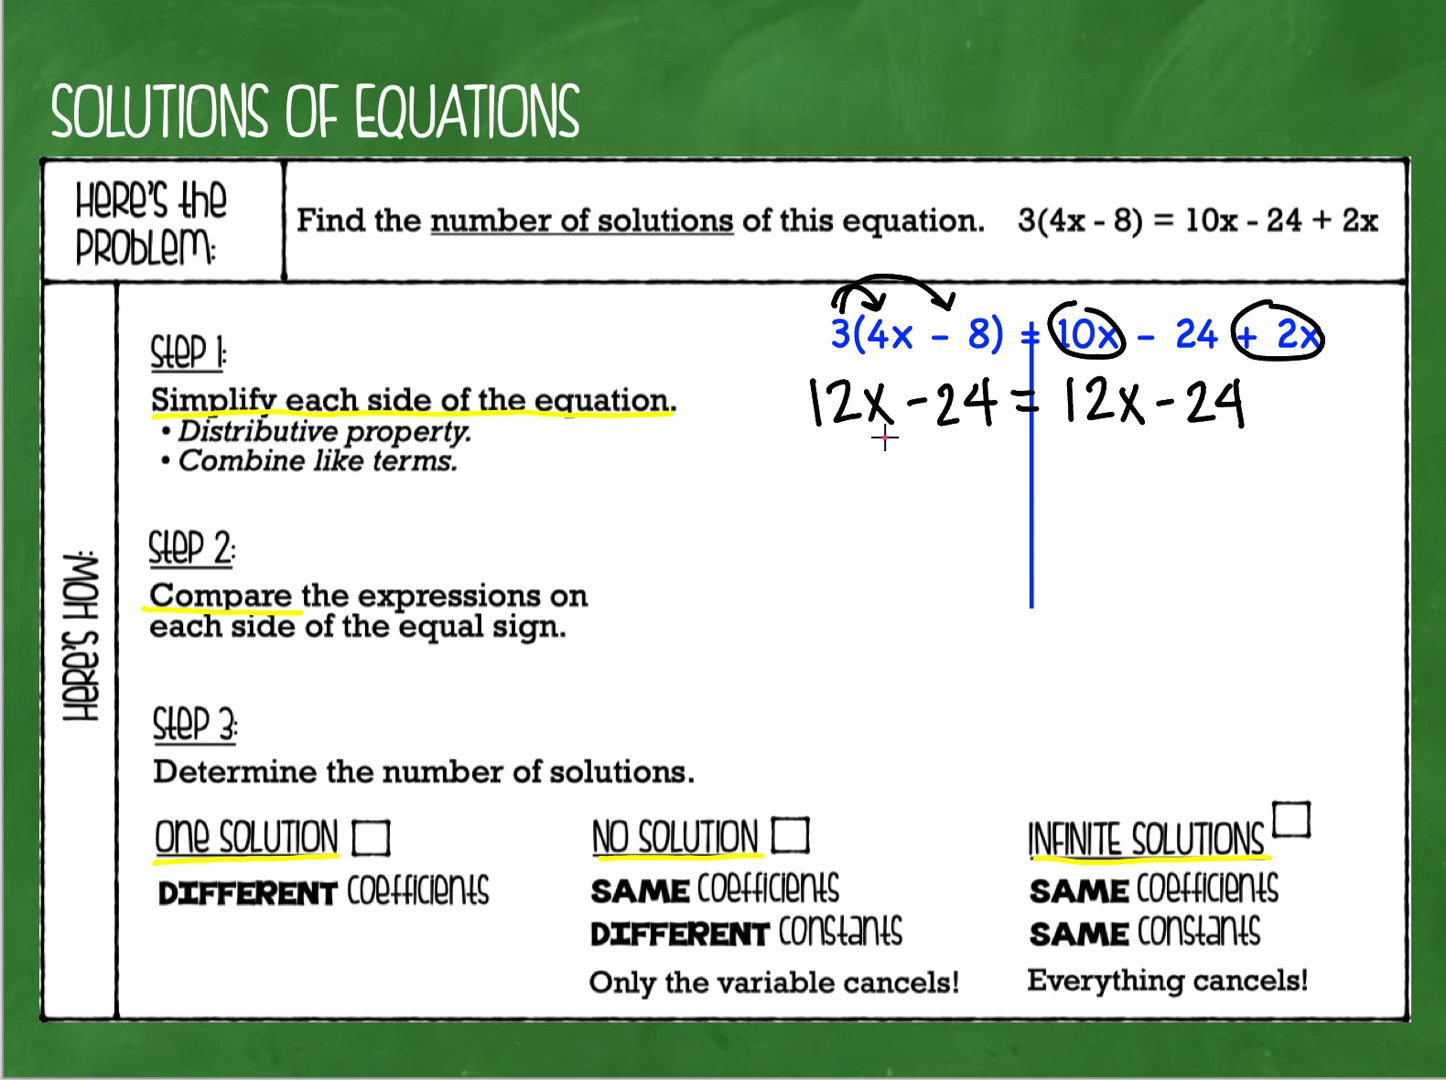 SOLUTIONS OF EQUATIONS
HERE'S the PROBLEM:
Find the number of solutions of this equation. 3(4x - 8) = 10x - 24 + 2x
HERE'S HOW:
3(4x - 8) = 10x - 24 + 2x
12x - 24 = 12x - 24
Step 1:
Simplify each side of the equation.
• Distributive property.
• Combine like terms.
Step 2:
Compare the expressions on
each side of the equal sign.
Step 3:
Determine the number of solutions.
One SOLUTION
DIFFERENT coefficients
NO SOLUTION
SAME coefficients
DIFFERENT constants
Only the variable cancels!
INFINITE SOLUTIONS
SAME coefficients
SAME constants
Everything cancels!